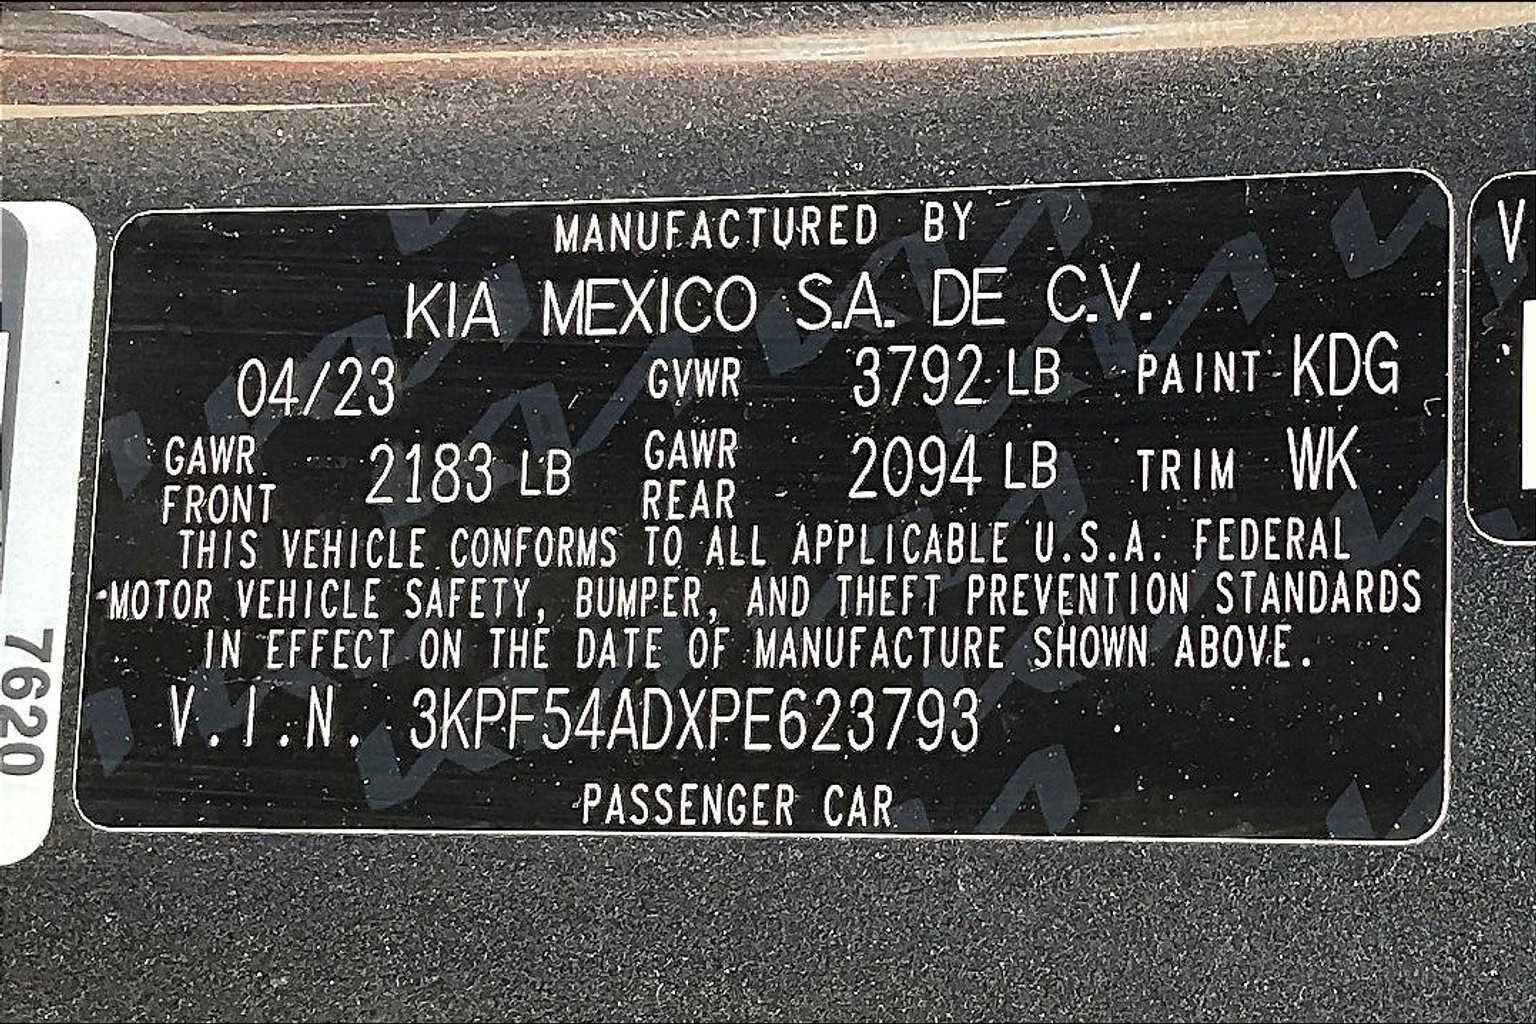 MANUFACTURED BY
KIA MEXICO S.A. DE C.V.
04/23 GVWR 3792 LB PAINT KDG
GAWR FRONT 2183 LB GAWR REAR 2094 LB TRIM WK
THIS VEHICLE CONFORMS TO ALL APPLICABLE U.S.A. FEDERAL
MOTOR VEHICLE SAFETY, BUMPER, AND THEFT PREVENTION STANDARDS
IN EFFECT ON THE DATE OF MANUFACTURE SHOWN ABOVE.
V.I.N. 3KPF54ADXPE623793
PASSENGER CAR
7620
V